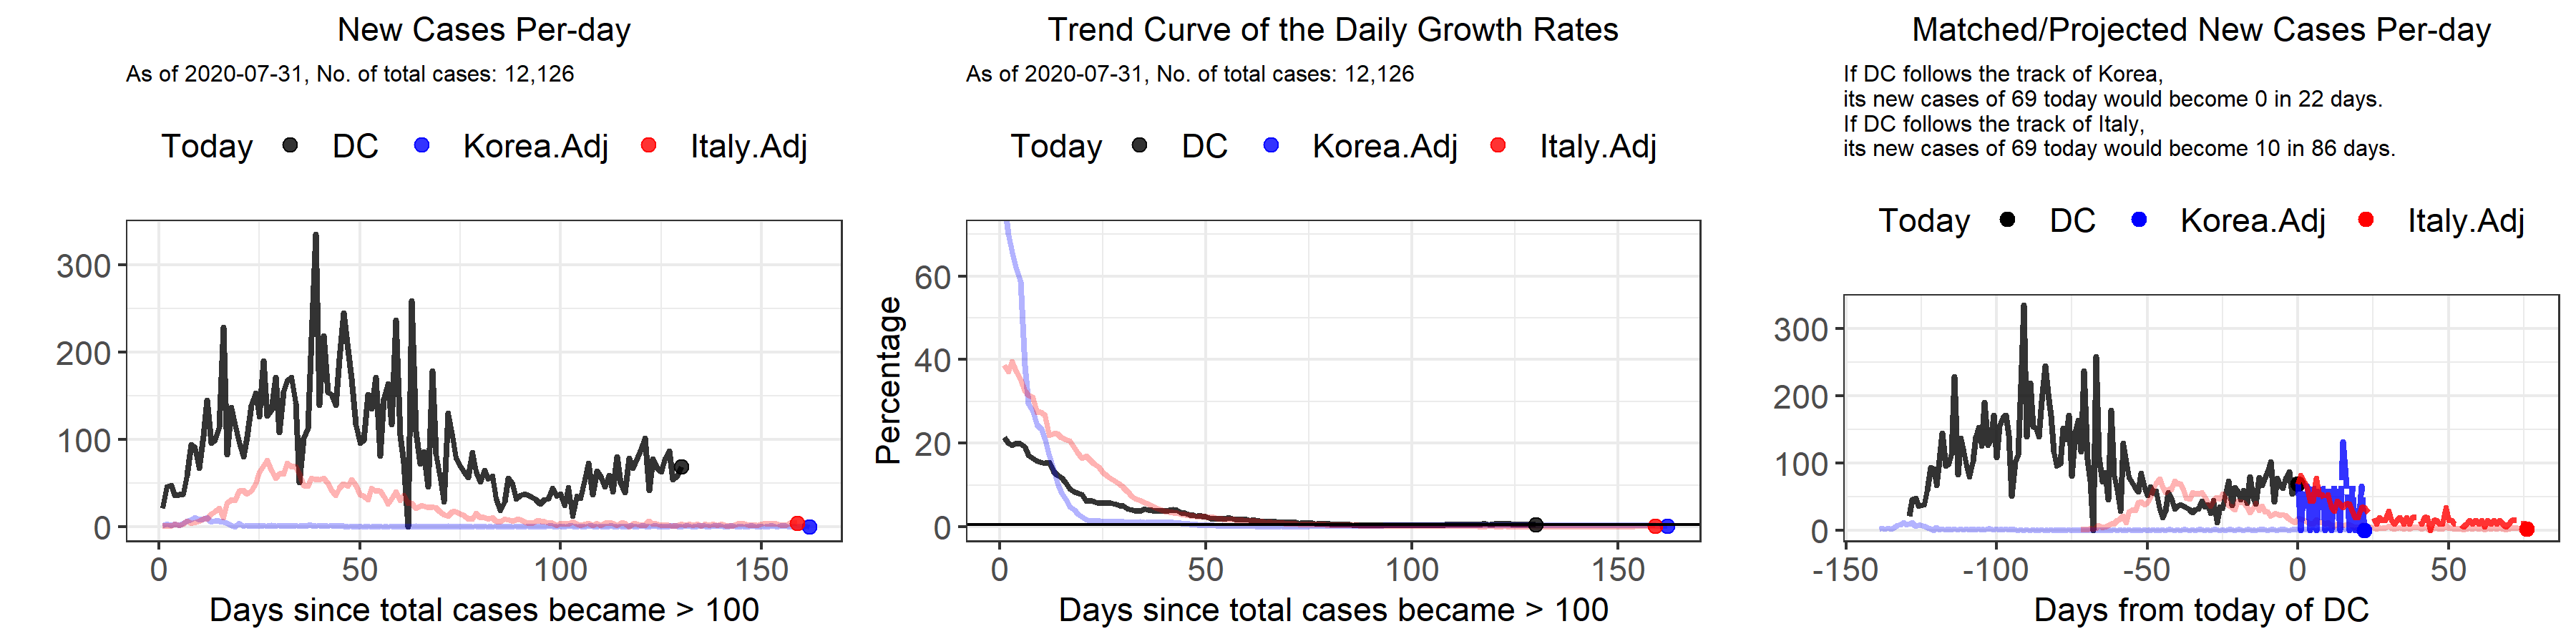 New Cases Per-day
As of 2020-07-31, No. of total cases: 12,126
Today DC Korea.Adj Italy.Adj
300
200
100
0
0 50 100 150
Days since total cases became > 100
Trend Curve of the Daily Growth Rates
As of 2020-07-31, No. of total cases: 12,126
Today DC Korea.Adj Italy.Adj
Percentage
60
40
20
0
0 50 100 150
Days since total cases became > 100
Matched/Projected New Cases Per-day
If DC follows the track of Korea,
its new cases of 69 today would become 0 in 22 days.
If DC follows the track of Italy,
its new cases of 69 today would become 10 in 86 days.
Today DC Korea.Adj Italy.Adj
300
200
100
0
-150 -100 -50 0 50
Days from today of DC